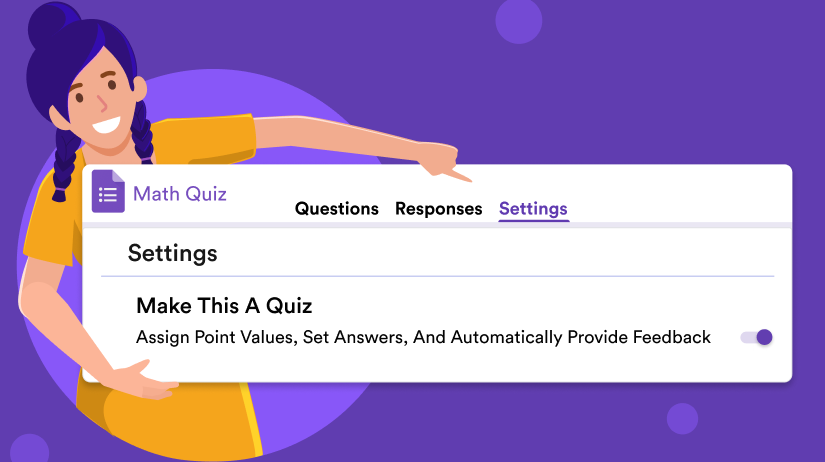 Math Quiz
Questions Responses Settings
Settings
Make This A Quiz
Assign Point Values, Set Answers, And Automatically Provide Feedback